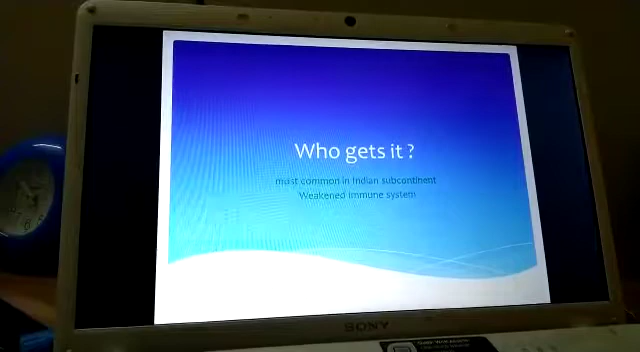 Who gets it ?
most common in Indian subcontinent
Weakened immune system
SONY